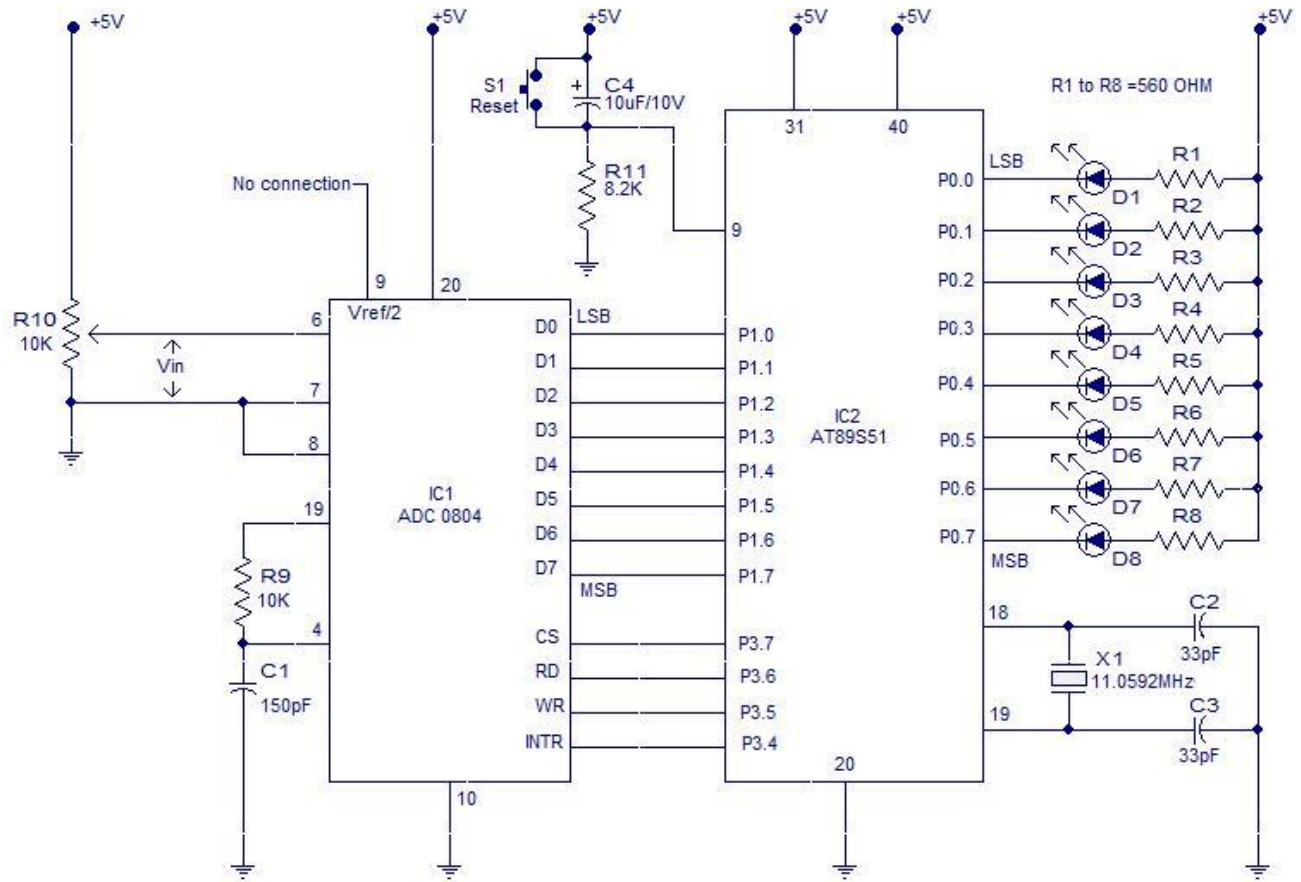 +5V
+5V
+5V
+5V
+5V
+5V
S1
Reset
+
C4
10uF/10V
R1 to R8 =560 OHM
31
40
No connection
R11
8.2K
9
LSB
P0.0
D1
R1
P0.1
D2
R2
P0.2
D3
R3
P0.3
D4
R4
P0.4
D5
R5
P0.5
D6
R6
P0.6
D7
R7
P0.7
D8
R8
MSB
9
20
Vref/2
R10
10K
Vin
6
7
8
19
R9
10K
4
C1
150pF
IC1
ADC 0804
D0
LSB
P1.0
D1
P1.1
D2
P1.2
D3
P1.3
D4
P1.4
D5
P1.5
D6
P1.6
D7
MSB
P1.7
CS
P3.7
RD
P3.6
WR
P3.5
INTR
P3.4
10
IC2
AT89S51
18
C2
33pF
X1
11.0592MHz
19
C3
33pF
20